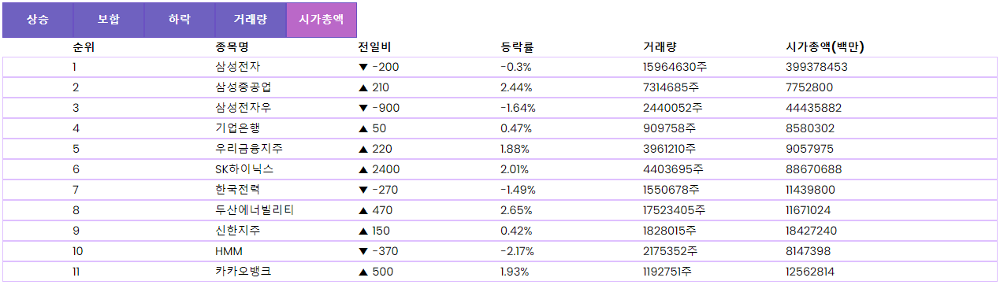 상승 보합 하락 거래량 시가총액
순위 종목명 전일비 등락률 거래량 시가총액(백만)
1 삼성전자 ▼ -200 -0.3% 15964630주 399378453
2 삼성중공업 ▲ 210 2.44% 7314685주 7752800
3 삼성전자우 ▼ -900 -1.64% 2440052주 44435882
4 기업은행 ▲ 50 0.47% 909758주 8580302
5 우리금융지주 ▲ 220 1.88% 3961210주 9057975
6 SK하이닉스 ▲ 2400 2.01% 4403695주 88670688
7 한국전력 ▼ -270 -1.49% 1550678주 11439800
8 두산에너빌리티 ▲ 470 2.65% 17523405주 11671024
9 신한지주 ▲ 150 0.42% 1828015주 18427240
10 HMM ▼ -370 -2.17% 2175352주 8147398
11 카카오뱅크 ▲ 500 1.93% 1192751주 12562814